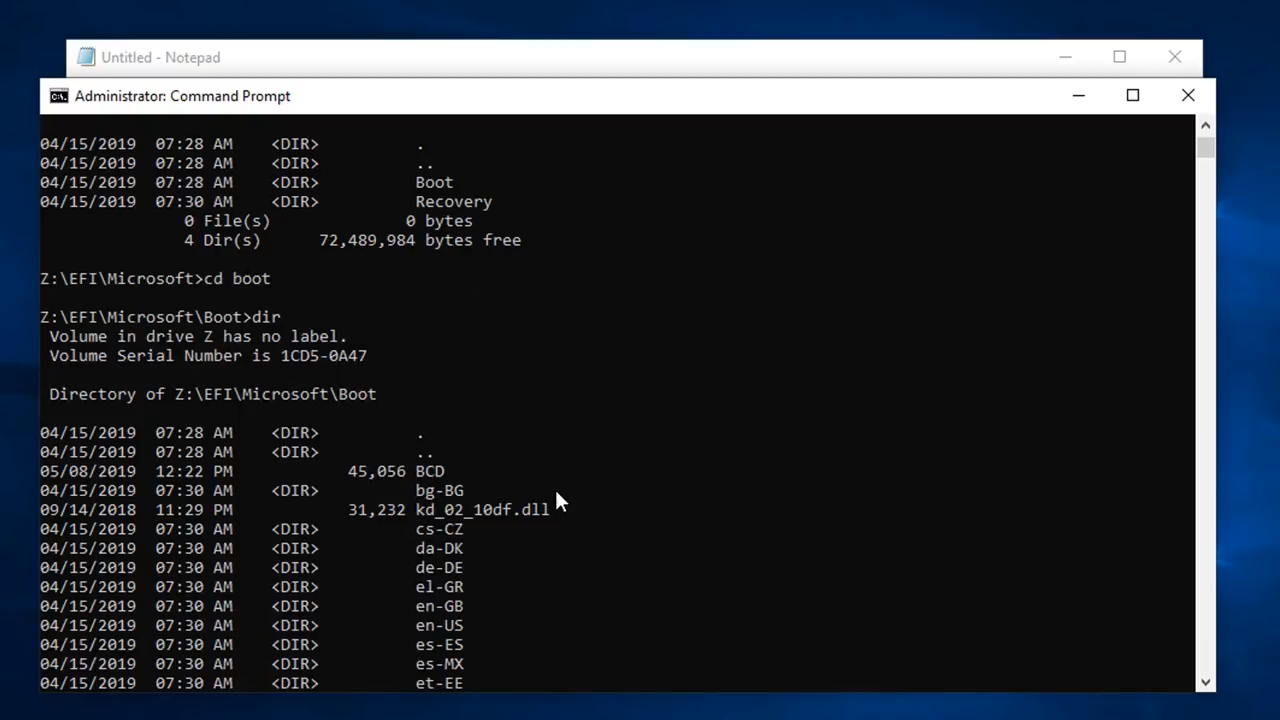 Untitled - Notepad
Administrator: Command Prompt
04/15/2019  07:28 AM    <DIR>          .
04/15/2019  07:28 AM    <DIR>          ..
04/15/2019  07:28 AM    <DIR>          Boot
04/15/2019  07:30 AM    <DIR>          Recovery
               0 File(s)              0 bytes
               4 Dir(s)      72,489,984 bytes free
Z:\EFI\Microsoft>cd boot
Z:\EFI\Microsoft\Boot>dir
 Volume in drive Z has no label.
 Volume Serial Number is 1CD5-0A47
 Directory of Z:\EFI\Microsoft\Boot
04/15/2019  07:28 AM    <DIR>          .
04/15/2019  07:28 AM    <DIR>          ..
05/08/2019  12:22 PM            45,056 BCD
04/15/2019  07:30 AM    <DIR>          bg-BG
09/14/2018  11:29 PM            31,232 kd_02_10df.dll
04/15/2019  07:30 AM    <DIR>          cs-CZ
04/15/2019  07:30 AM    <DIR>          da-DK
04/15/2019  07:30 AM    <DIR>          de-DE
04/15/2019  07:30 AM    <DIR>          el-GR
04/15/2019  07:30 AM    <DIR>          en-GB
04/15/2019  07:30 AM    <DIR>          en-US
04/15/2019  07:30 AM    <DIR>          es-ES
04/15/2019  07:30 AM    <DIR>          es-MX
04/15/2019  07:30 AM    <DIR>          et-EE